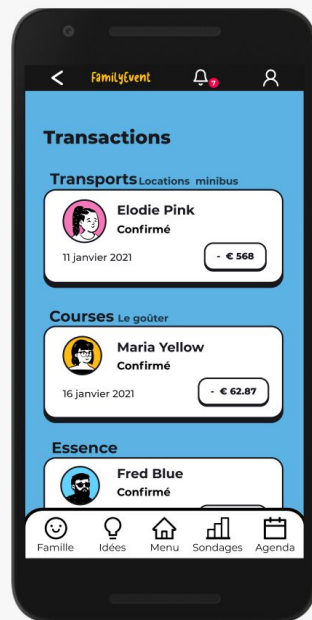 FamilyEvent
7
Transactions
Transports Locations minibus
Elodie Pink
Confirmé
11 janvier 2021
- € 568
Courses Le goûter
Maria Yellow
Confirmé
16 janvier 2021
- € 62.87
Essence
Fred Blue
Confirmé
Famille Idées Menu Sondages Agenda